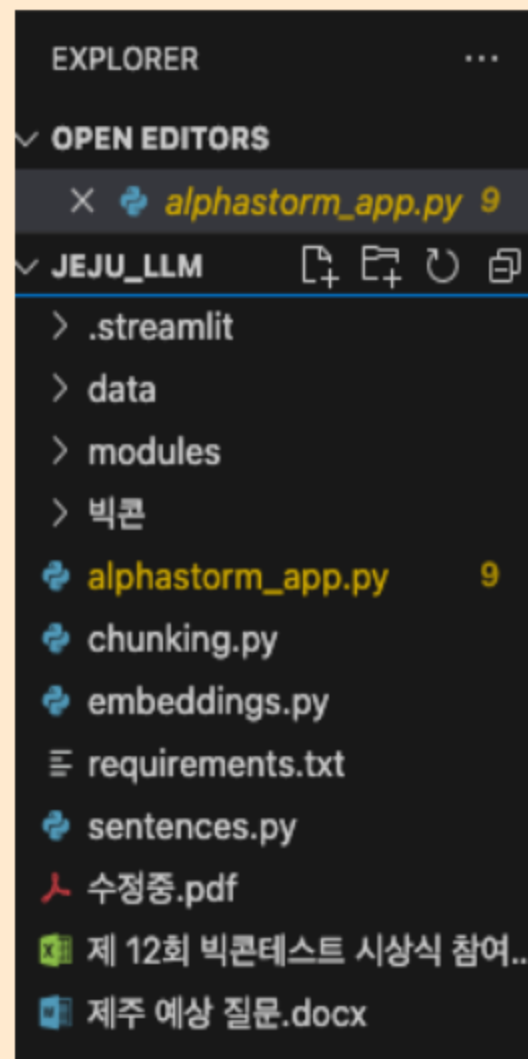 EXPLORER ...
OPEN EDITORS
alphastorm_app.py 9
JEJU_LLM
.streamlit
data
modules
빅콘
alphastorm_app.py 9
chunking.py
embeddings.py
requirements.txt
sentences.py
수정중.pdf
제 12회 빅콘테스트 시상식 참여...
제주 예상 질문.docx